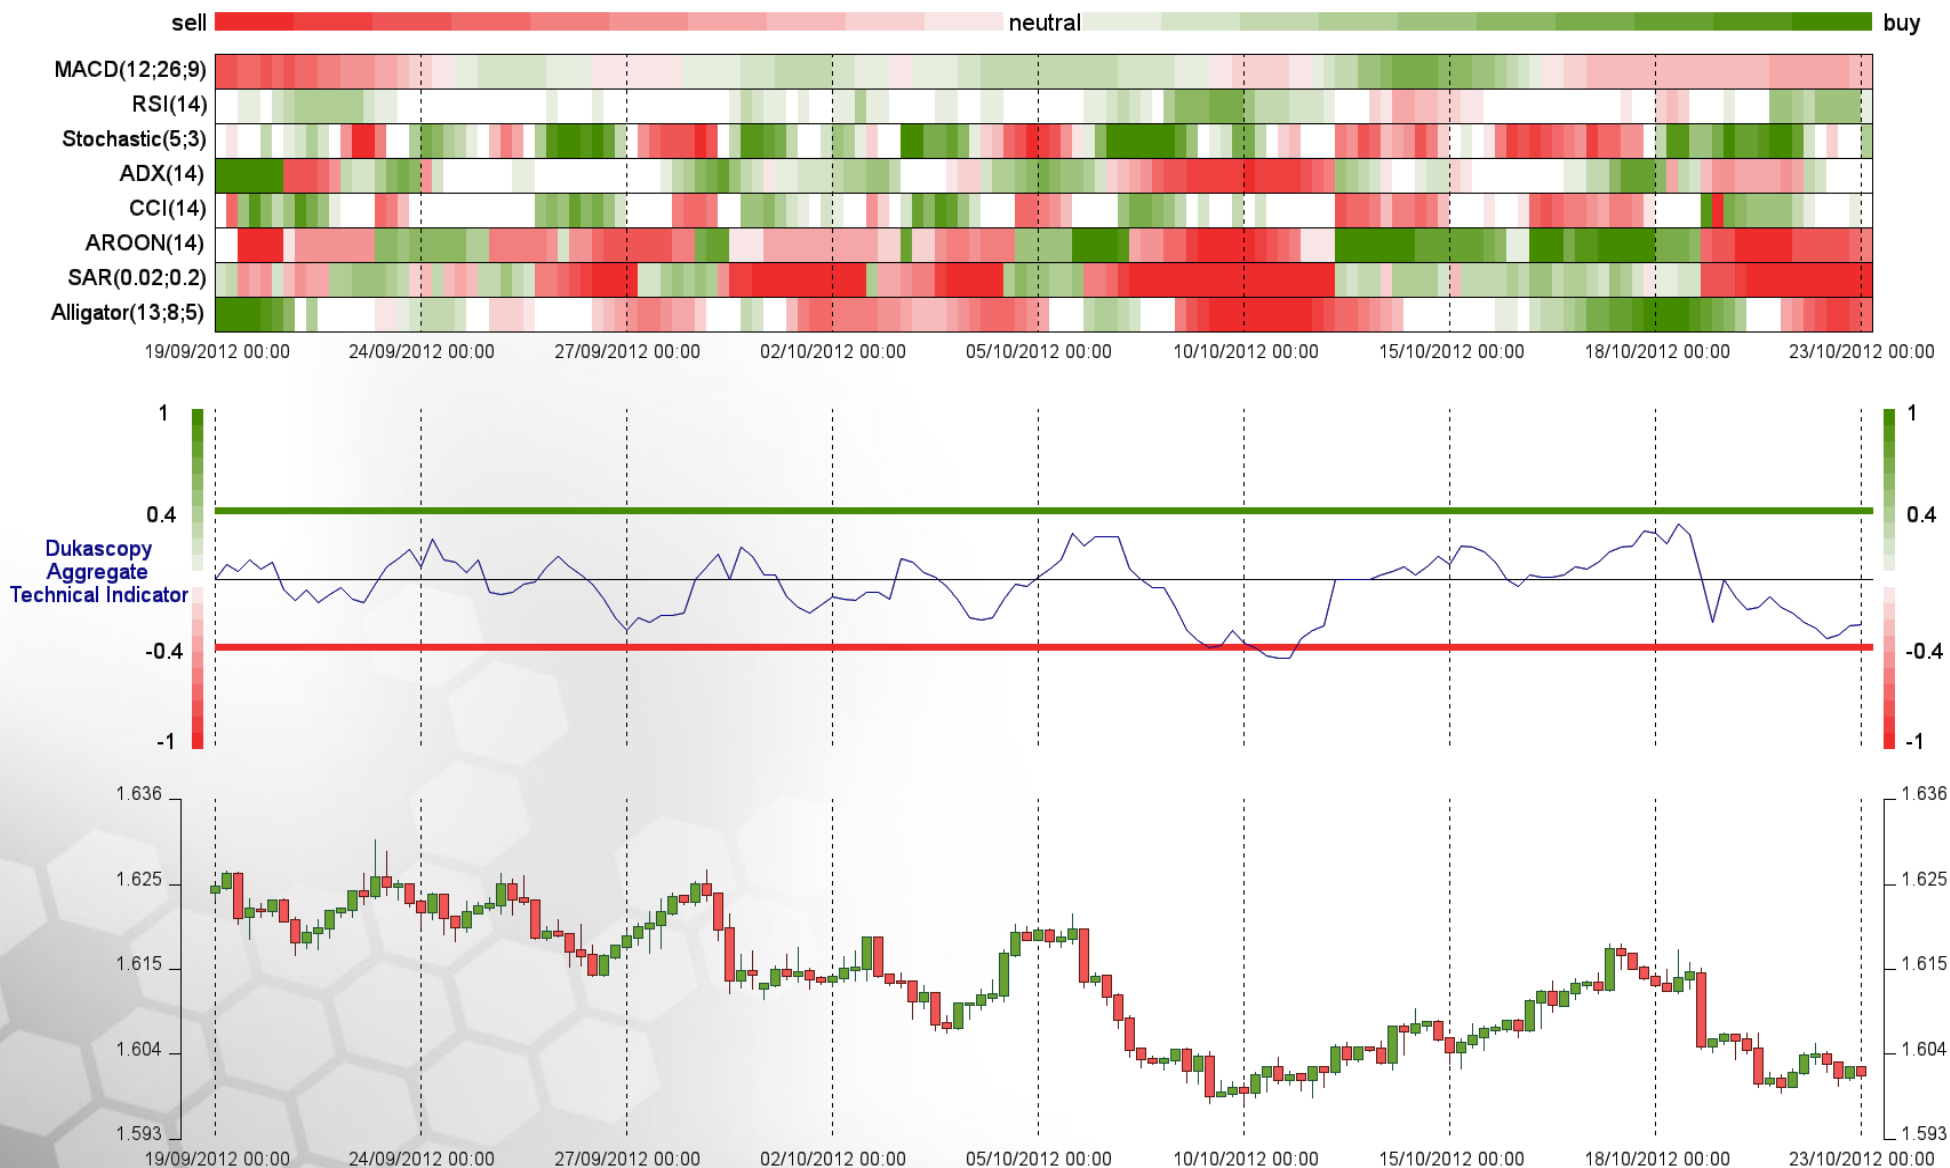 sell neutral buy
MACD(12;26;9)
RSI(14)
Stochastic(5;3)
ADX(14)
CCI(14)
AROON(14)
SAR(0.02;0.2)
Alligator(13;8;5)
19/09/2012 00:00 24/09/2012 00:00 27/09/2012 00:00 02/10/2012 00:00 05/10/2012 00:00 10/10/2012 00:00 15/10/2012 00:00 18/10/2012 00:00 23/10/2012 00:00
1 1
0.4 0.4
Dukascopy
Aggregate
Technical Indicator
-0.4 -0.4
-1 -1
1.636 1.636
1.625 1.625
1.615 1.615
1.604 1.604
1.593 1.593
19/09/2012 00:00 24/09/2012 00:00 27/09/2012 00:00 02/10/2012 00:00 05/10/2012 00:00 10/10/2012 00:00 15/10/2012 00:00 18/10/2012 00:00 23/10/2012 00:00